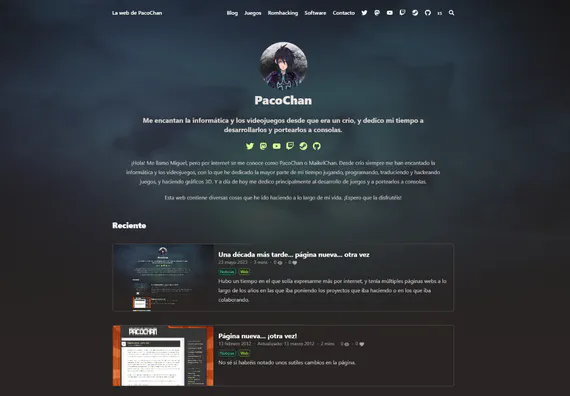 La web de PacoChan
Blog Juegos Romhacking Software Contacto
PacoChan
Me encantan la informática y los videojuegos desde que era un crío, y dedico mi tiempo a
desarrollarlos y portearlos a consolas.
¡Hola! Me llamo Miguel, pero por internet se me conoce como PacoChan o MaikelChan. Desde crío siempre me han encantado la
informática y los videojuegos, con lo que he dedicado la mayor parte de mi tiempo jugando, programando, traduciendo y hackeando
juegos, y haciendo gráficos 3D. Y a día de hoy me dedico principalmente al desarrollo de juegos y a portearlos a consolas.
Esta web contiene diversas cosas que he ido haciendo a lo largo de mi vida. ¡Espero que la disfrutéis!
Reciente
Una década más tarde... página nueva... otra vez
23 mayo 2023 · 3 mins · 0 · 0
Noticias Web
Hubo un tiempo en el que solía expresarme más por internet, y tenía múltiples páginas webs a lo
largo de los años en las que iba poniendo los proyectos que iba haciendo o en los que iba
colaborando.
PACOCHAN
Página nueva... ¡otra vez!
13 febrero 2012 · Actualizado: 13 marzo 2012 · 2 mins · 0 · 0
Noticias Web
No sé si habréis notado unos sutiles cambios en la página.